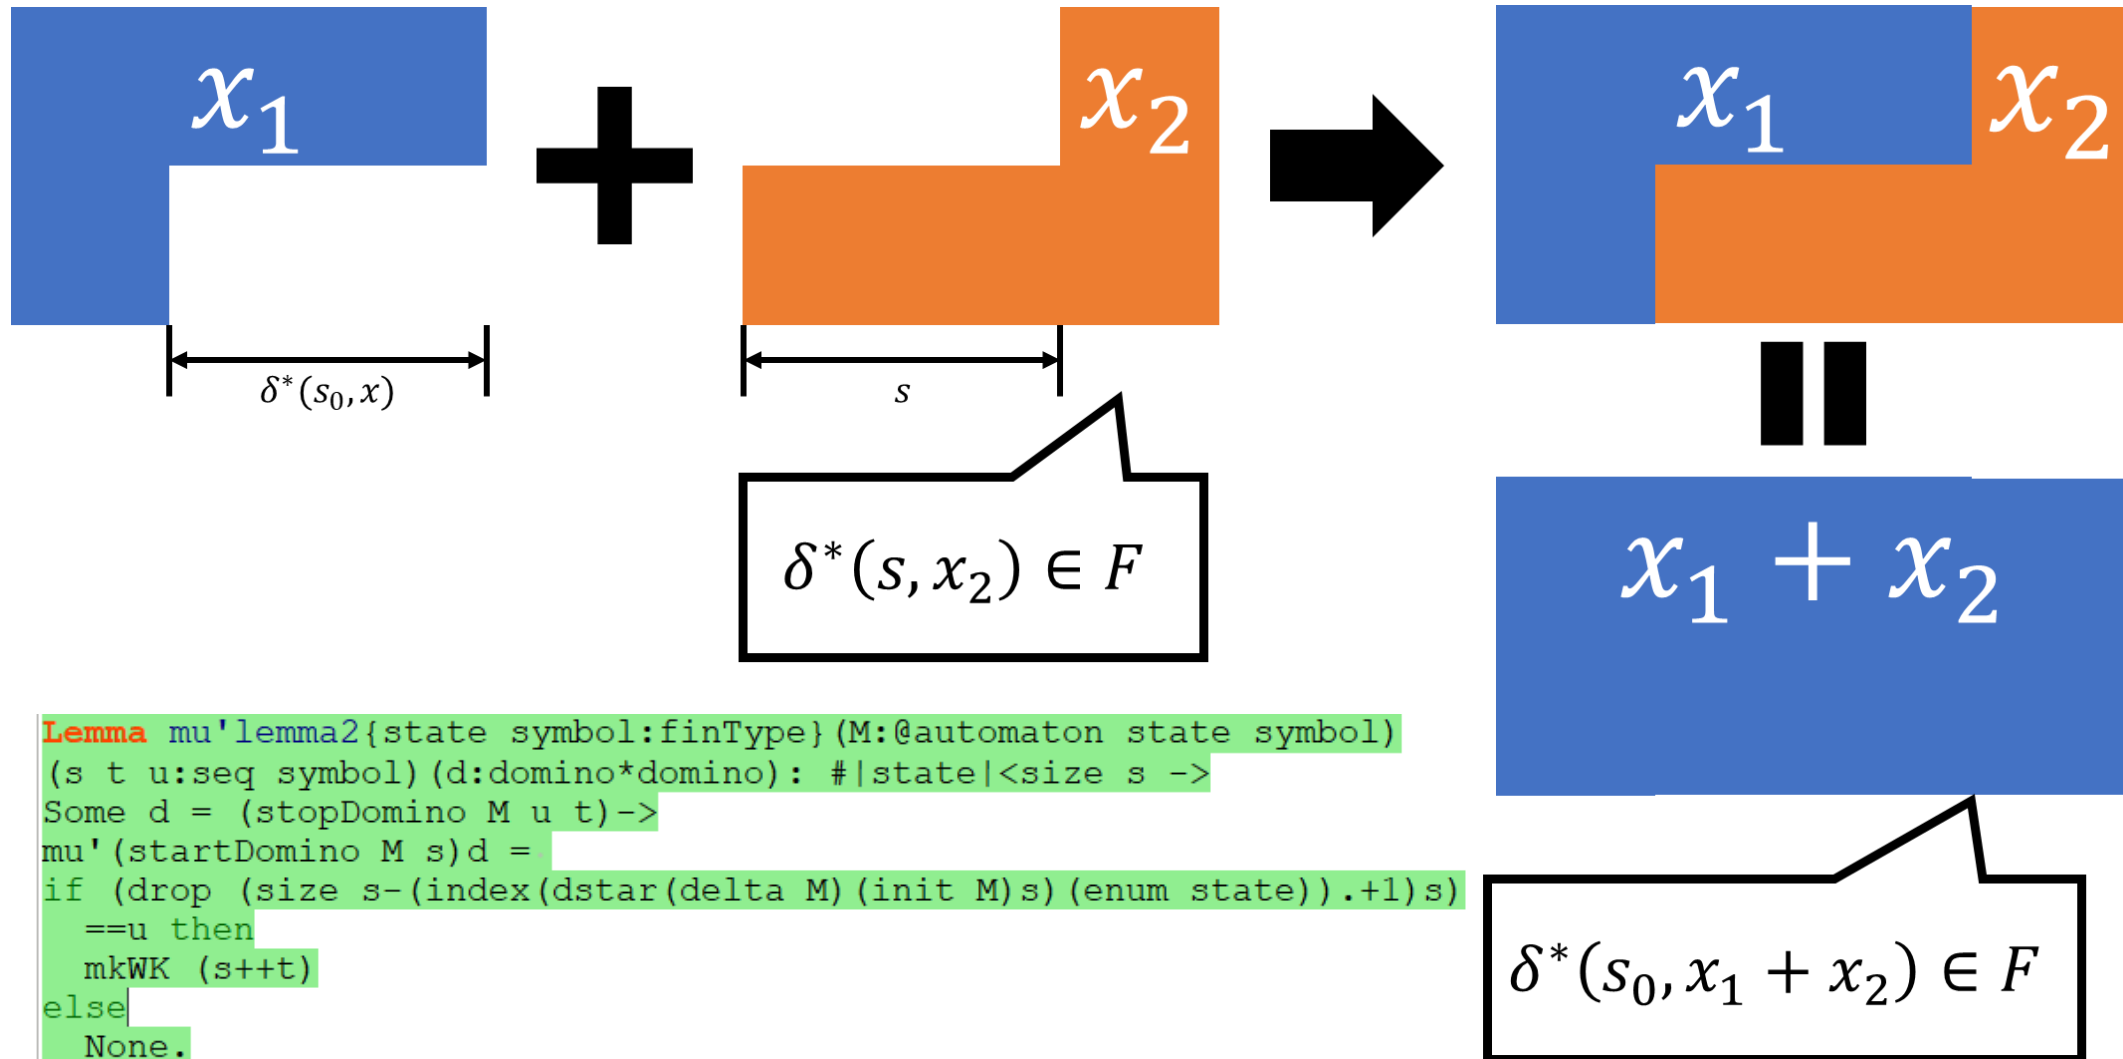 x₁
x₂
x₁ x₂
δ*(s₀, x)
s
δ*(s, x₂) ∈ F
x₁ + x₂
δ*(s₀, x₁ + x₂) ∈ F
Lemma mu'lemma2{state symbol:finType}(M:@automaton state symbol)
(s t u:seq symbol)(d:domino*domino): #|state|<size s ->
Some d = (stopDomino M u t)->
mu'(startDomino M s)d =
if (drop (size s-(index(dstar(delta M)(init M)s)(enum state)).+1)s)
==u then
mkWK (s++t)
else
None.